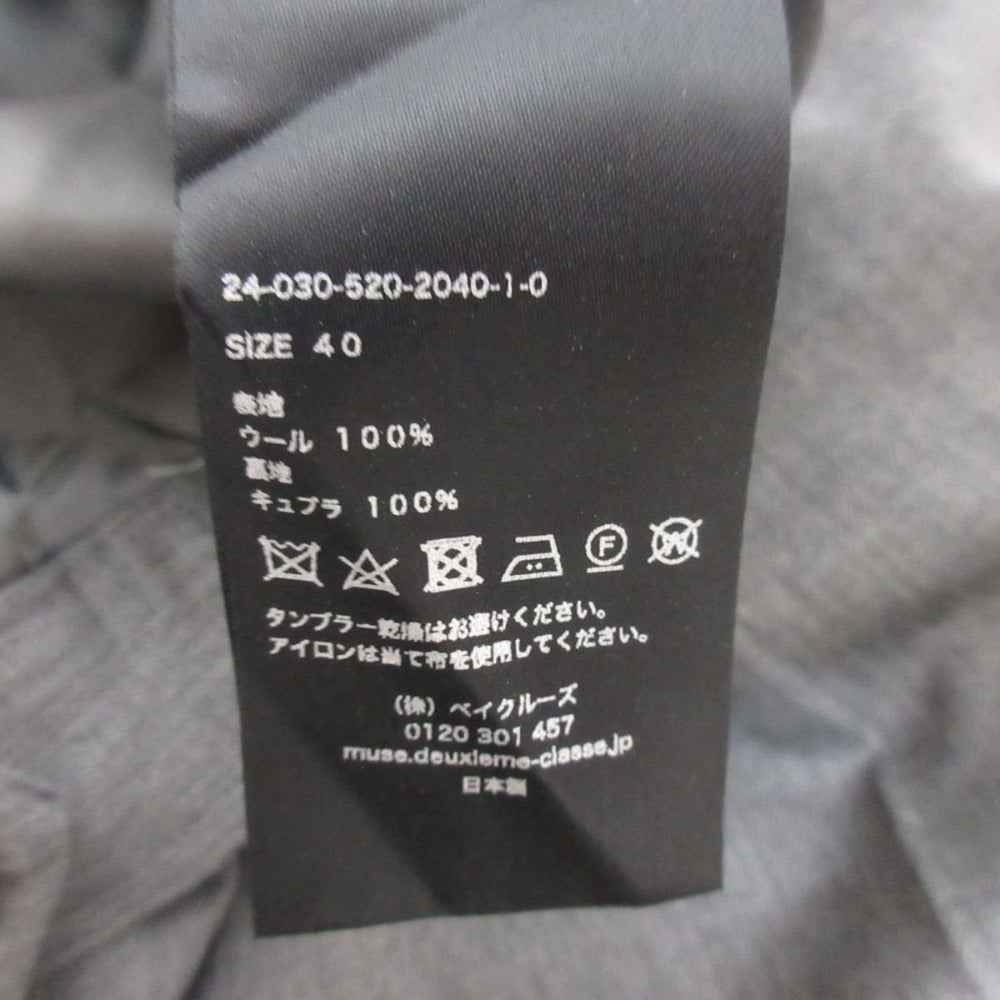 24-030-520-2040-1-0
SIZE 40
表地
ウール 100%
裏地
キュプラ 100%
F
W
タンブラー乾燥はお避けください。
アイロンは当て布を使用してください。
(株) ベイクルーズ
0120 301 457
muse.deuxieme-classe.jp
日本製